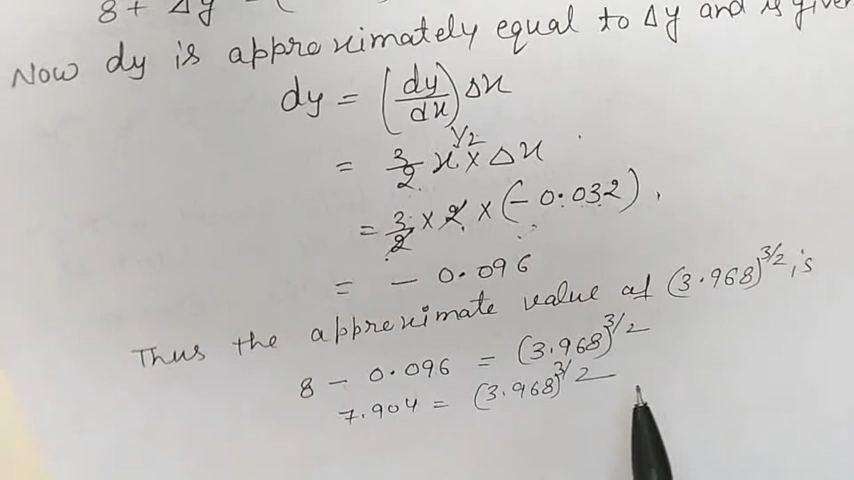 8 + Δy
Now dy is approximately equal to Δy and is given
dy = (dy/dx) Δx
= 3/2 x^1/2 × Δx
= 3/2 × 2 × (- 0.032).
= - 0.096
Thus the approximate value of (3.968)^3/2, is
8 - 0.096 = (3.968)^3/2
7.904 = (3.968)^3/2